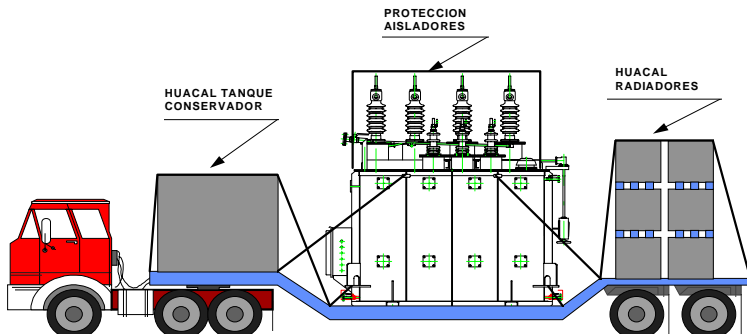 PROTECCION
AISLADORES
HUACAL TANQUE
CONSERVADOR
HUACAL
RADIADORES